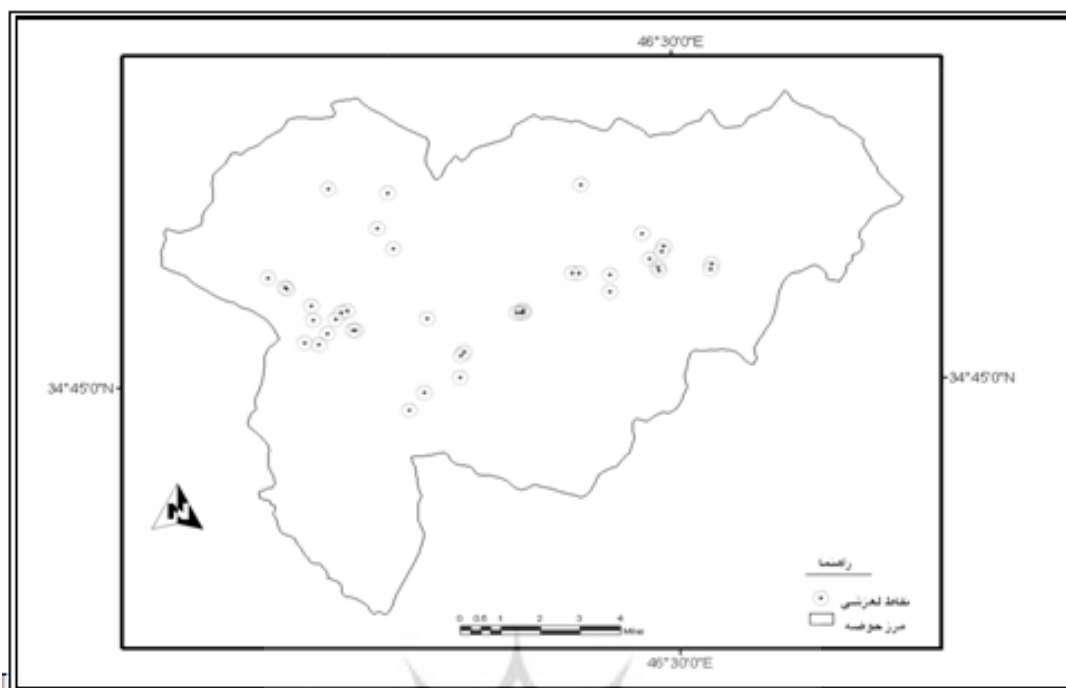 46°30'0"E
34°45'0"N
34°45'0"N
N
راهنما
نقاط لغزشی
مرز حوضه
0 0.5 1 2 3 4
Miles
46°30'0"E